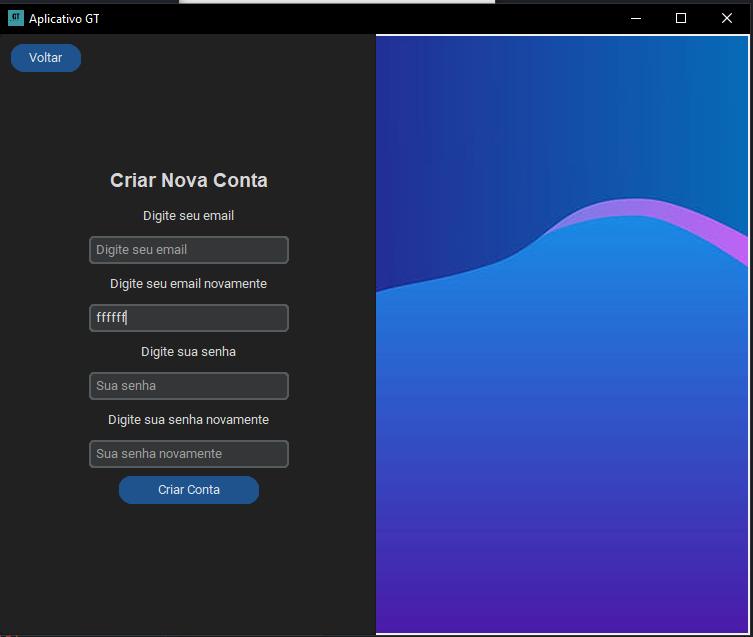 GT
Aplicativo GT
Voltar
Criar Nova Conta
Digite seu email
Digite seu email
Digite seu email novamente
ffffff
Digite sua senha
Sua senha
Digite sua senha novamente
Sua senha novamente
Criar Conta